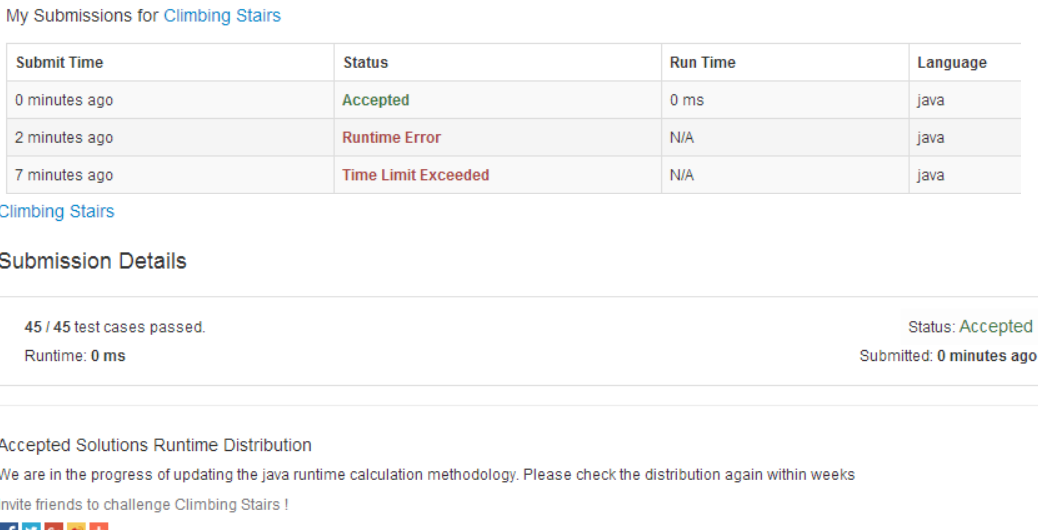 My Submissions for Climbing Stairs
Submit Time Status Run Time Language
0 minutes ago Accepted 0 ms java
2 minutes ago Runtime Error N/A java
7 minutes ago Time Limit Exceeded N/A java
Climbing Stairs
Submission Details
45 / 45 test cases passed. Status: Accepted
Runtime: 0 ms Submitted: 0 minutes ago
Accepted Solutions Runtime Distribution
We are in the progress of updating the java runtime calculation methodology. Please check the distribution again within weeks
Invite friends to challenge Climbing Stairs !